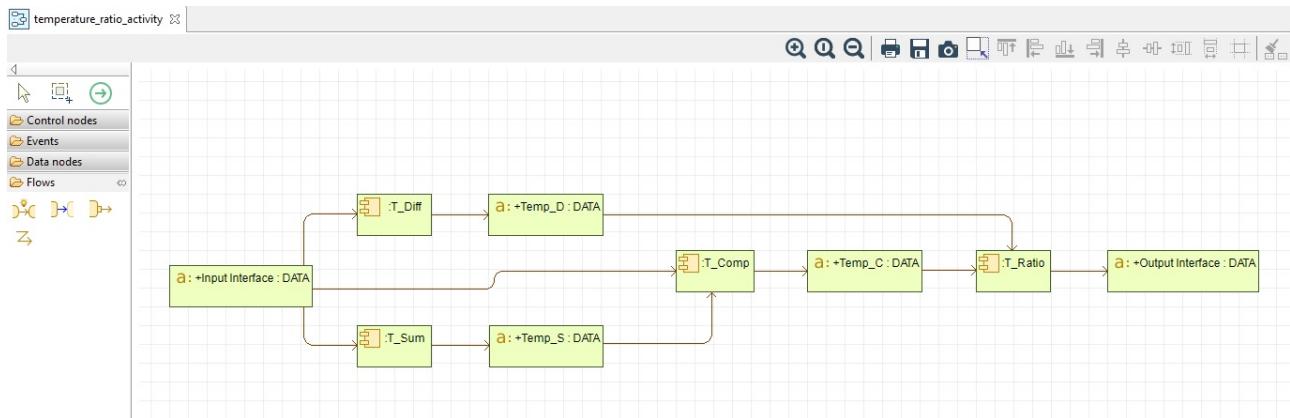 temperature_ratio_activity
Control nodes
Events
Data nodes
Flows
:T_Diff
a: +Temp_D : DATA
:T_Comp
a: +Temp_C : DATA
:T_Ratio
a: +Output Interface : DATA
a: +Input Interface : DATA
:T_Sum
a: +Temp_S : DATA